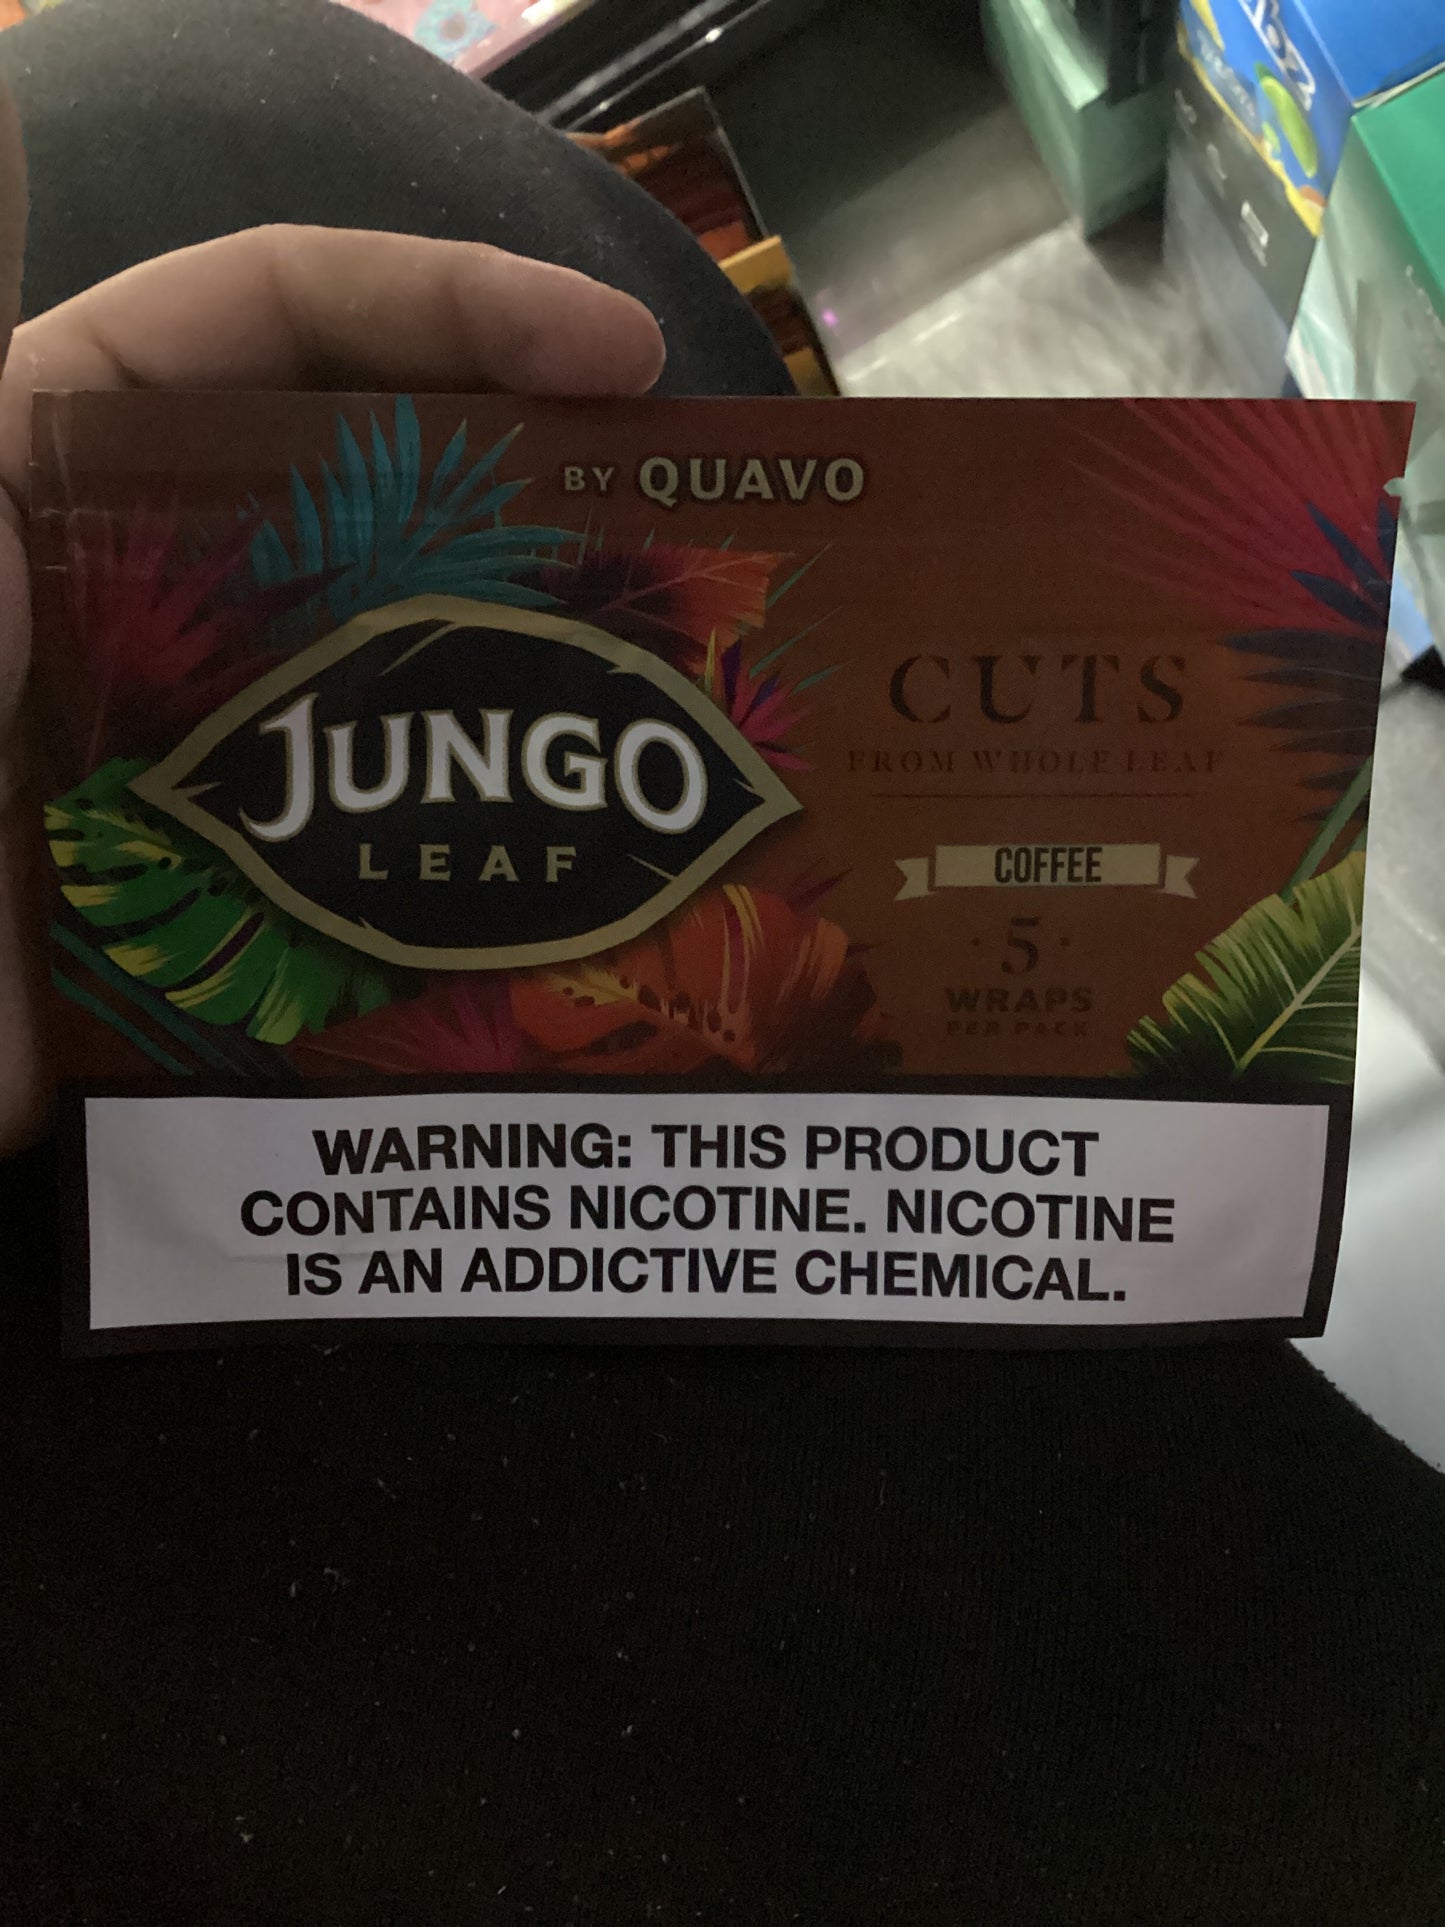 BY QUAVO
JUNGO
LEAF
CUTS
FROM WHOLE LEAF
COFFEE
· 5 ·
WRAPS
PER PACK
WARNING: THIS PRODUCT
CONTAINS NICOTINE. NICOTINE
IS AN ADDICTIVE CHEMICAL.